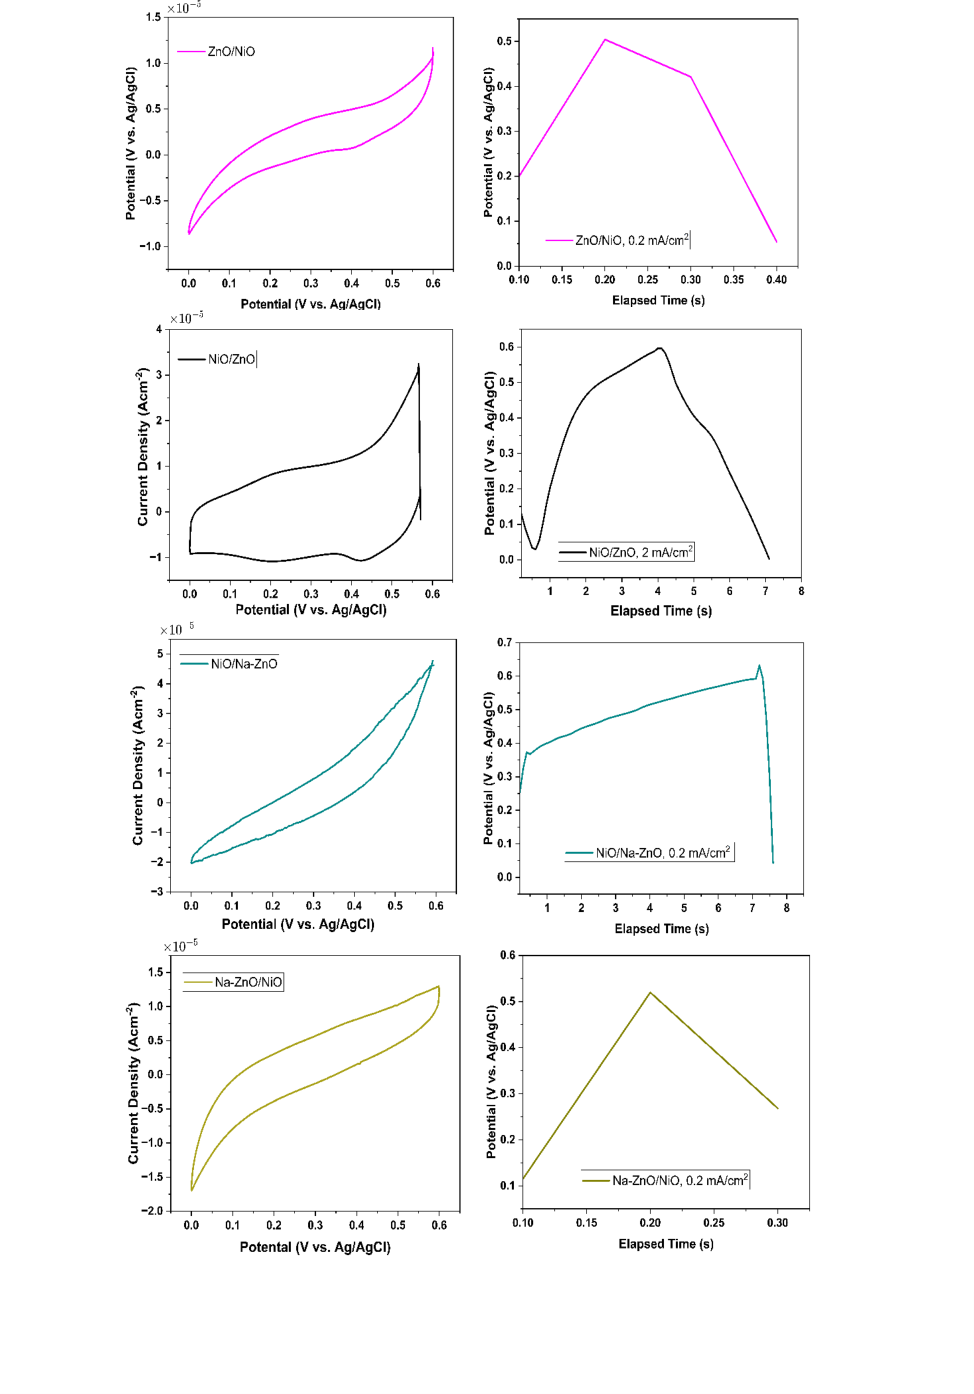 ×10⁻⁵
1.5
1.0
0.5
0.0
−0.5
−1.0
ZnO/NiO
Potential (V vs. Ag/AgCl)
0.0 0.1 0.2 0.3 0.4 0.5 0.6
Potential (V vs. Ag/AgCl)
0.5
0.4
0.3
0.2
0.1
0.0
Potential (V vs. Ag/AgCl)
ZnO/NiO, 0.2 mA/cm²
0.10 0.15 0.20 0.25 0.30 0.35 0.40
Elapsed Time (s)
×10⁻⁵
4
3
2
1
0
−1
NiO/ZnO
Current Density (Acm⁻²)
0.0 0.1 0.2 0.3 0.4 0.5 0.6
Potential (V vs. Ag/AgCl)
0.6
0.5
0.4
0.3
0.2
0.1
0.0
Potential (V vs. Ag/AgCl)
NiO/ZnO, 2 mA/cm²
1 2 3 4 5 6 7 8
Elapsed Time (s)
×10 ⁵
5
4
3
2
1
0
−1
−2
−3
NiO/Na-ZnO
Current Density (Acm⁻²)
0.0 0.1 0.2 0.3 0.4 0.5 0.6
Potential (V vs. Ag/AgCl)
0.7
0.6
0.5
0.4
0.3
0.2
0.1
0.0
Potential (V vs. Ag/AgCl)
NiO/Na-ZnO, 0.2 mA/cm²
1 2 3 4 5 6 7 8
Elapsed Time (s)
×10⁻⁵
1.5
1.0
0.5
0.0
−0.5
−1.0
−1.5
−2.0
Na-ZnO/NiO
Current Density (Acm⁻²)
0.0 0.1 0.2 0.3 0.4 0.5 0.6
Potental (V vs. Ag/AgCl)
0.6
0.5
0.4
0.3
0.2
0.1
Potential (V vs. Ag/AgCl)
Na-ZnO/NiO, 0.2 mA/cm²
0.10 0.15 0.20 0.25 0.30
Elapsed Time (s)